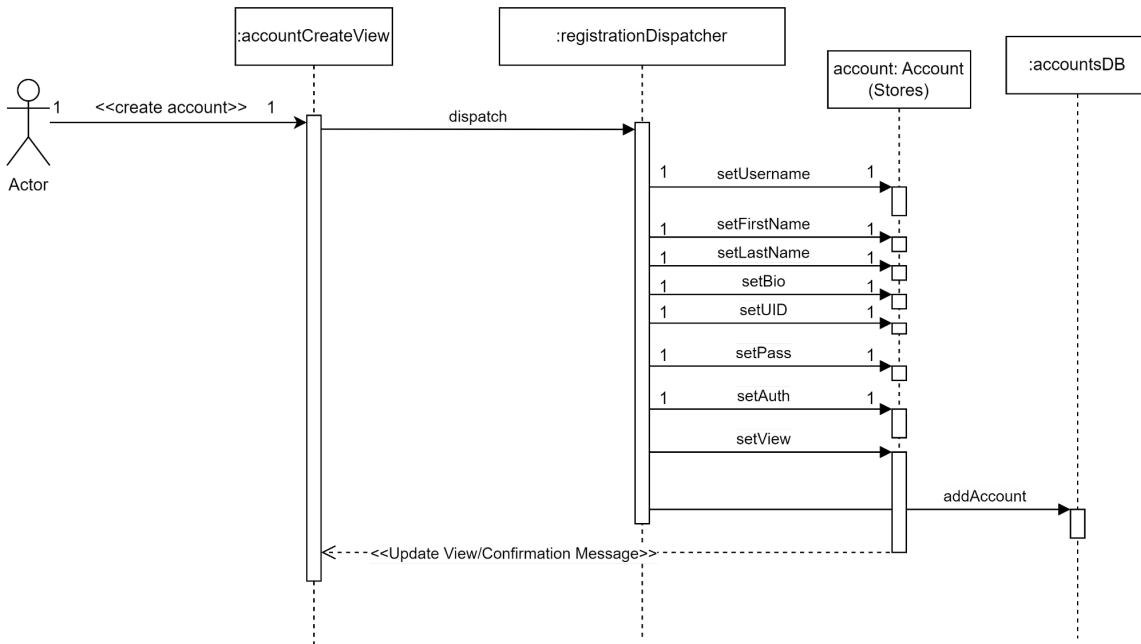 :accountCreateView
:registrationDispatcher
account: Account
(Stores)
:accountsDB
1 <<create account>> 1
Actor
dispatch
1 setUsername 1
1 setFirstName 1
1 setLastName 1
1 setBio 1
1 setUID 1
1 setPass 1
1 setAuth 1
setView
addAccount
<<Update View/Confirmation Message>>